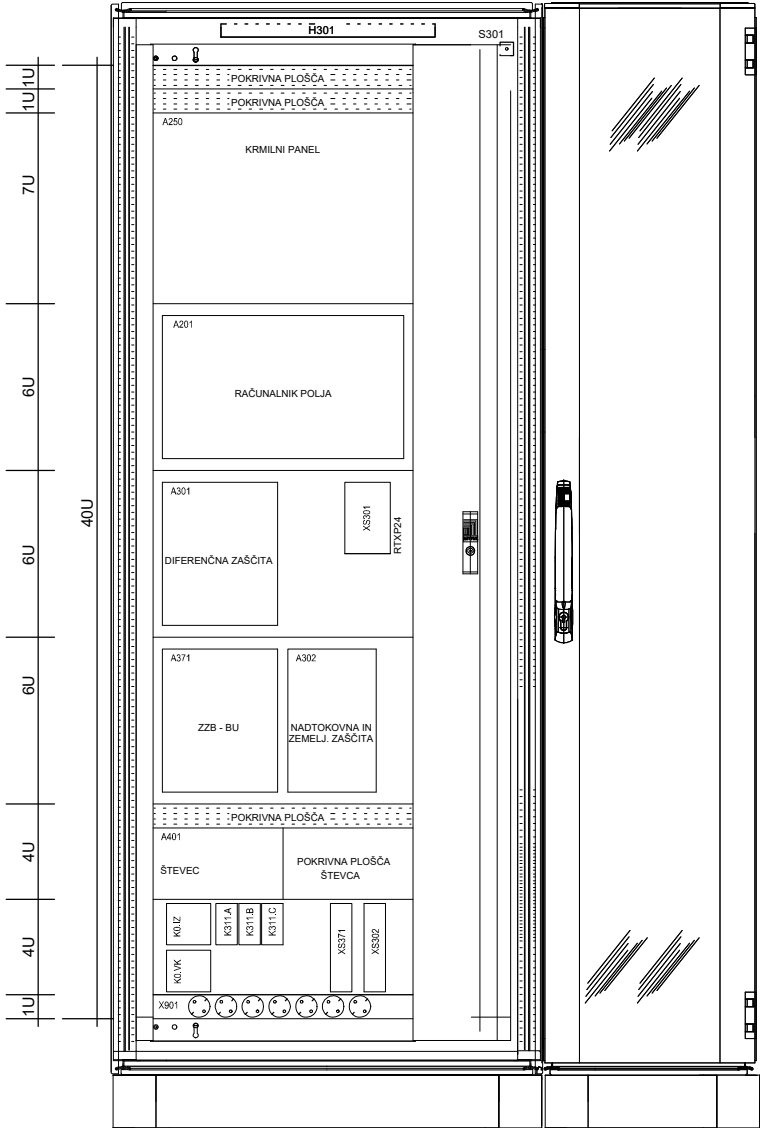 H301
S301
1U
POKRIVNA PLOŠČA
1U
POKRIVNA PLOŠČA
A250
KRMILNI PANEL
7U
A201
RAČUNALNIK POLJA
6U
40U
A301
DIFERENČNA ZAŠČITA
XS301
RTXP24
6U
A371
ZZB - BU
A302
NADTOKOVNA IN
ZEMELJ. ZAŠČITA
6U
POKRIVNA PLOŠČA
A401
ŠTEVEC
POKRIVNA PLOŠČA
ŠTEVCA
4U
K0.IZ
K311.A
K311.B
K311.C
XS371
XS302
K0.VK
4U
X901
1U